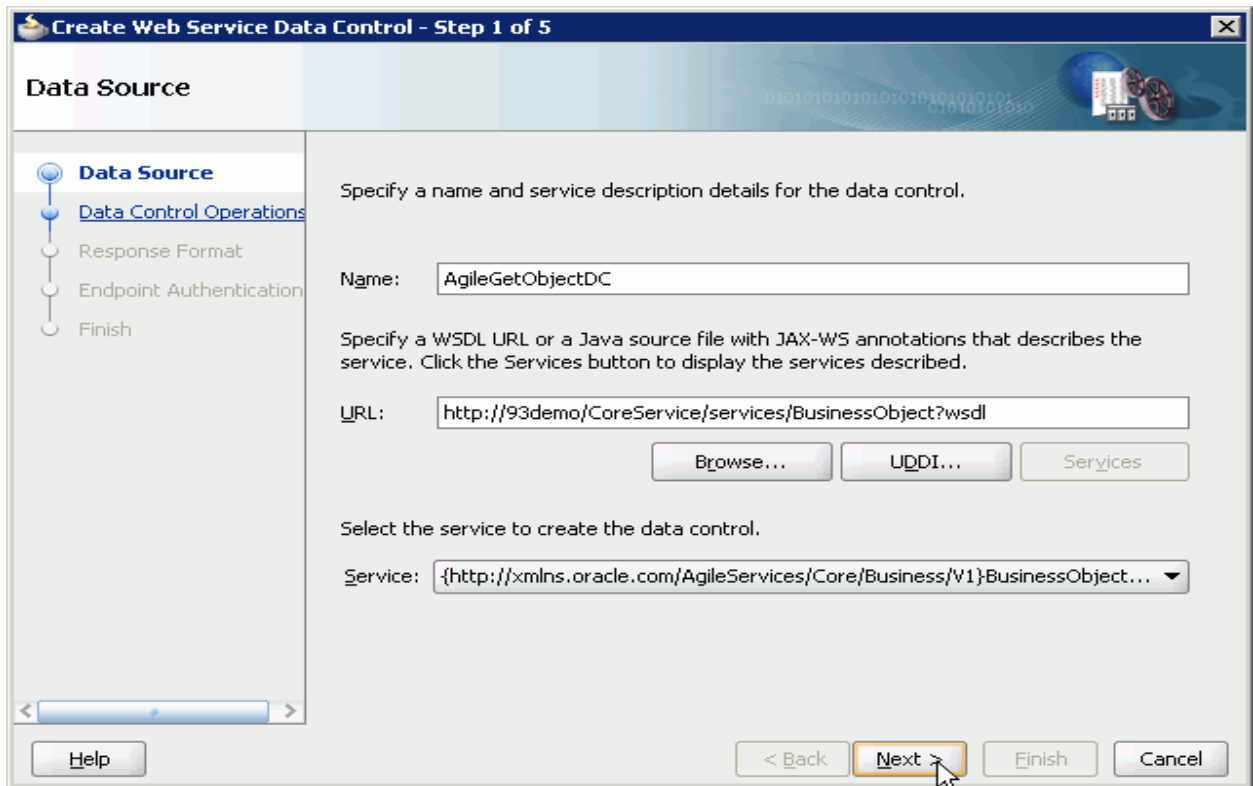 Create Web Service Data Control - Step 1 of 5
Data Source
Data Source
Data Control Operations
Response Format
Endpoint Authentication
Finish
Specify a name and service description details for the data control.
Name: AgileGetObjectDC
Specify a WSDL URL or a Java source file with JAX-WS annotations that describes the
service. Click the Services button to display the services described.
URL: http://93demo/CoreService/services/BusinessObject?wsdl
Browse... UDDI... Services
Select the service to create the data control.
Service: {http://xmlns.oracle.com/AgileServices/Core/Business/V1}BusinessObject...
Help < Back Next > Finish Cancel